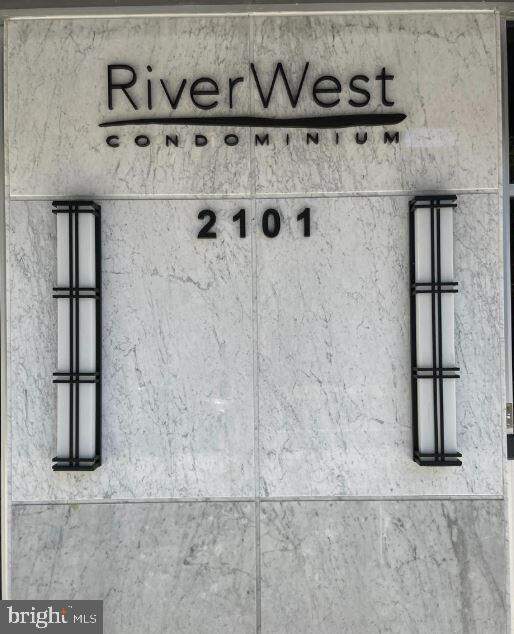 RiverWest
CONDOMINIUM
2101
bright MLS